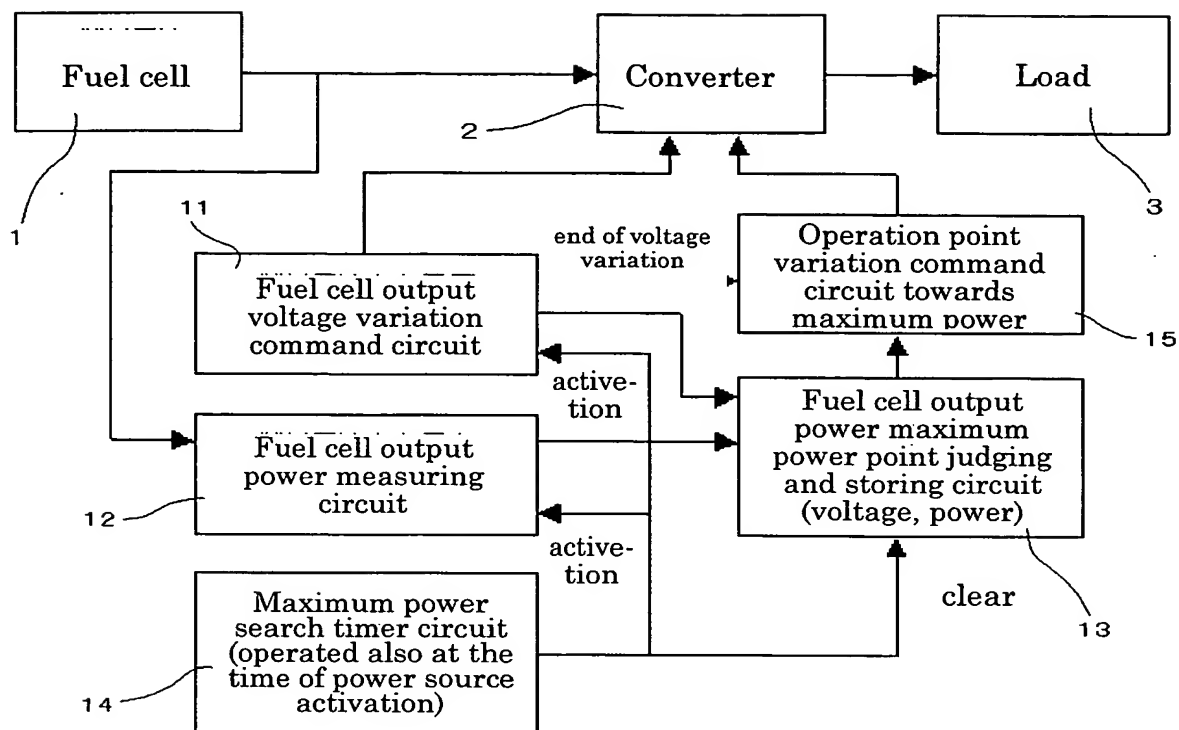 Fuel cell
Converter
Load
1
2
3
11
Fuel cell output
voltage variation
command circuit
end of voltage
variation
Operation point
variation command
circuit towards
maximum power
15
active-
tion
Fuel cell output
power measuring
circuit
12
active-
tion
Fuel cell output
power maximum
power point judging
and storing circuit
(voltage, power)
13
clear
Maximum power
search timer circuit
(operated also at the
time of power source
activation)
14